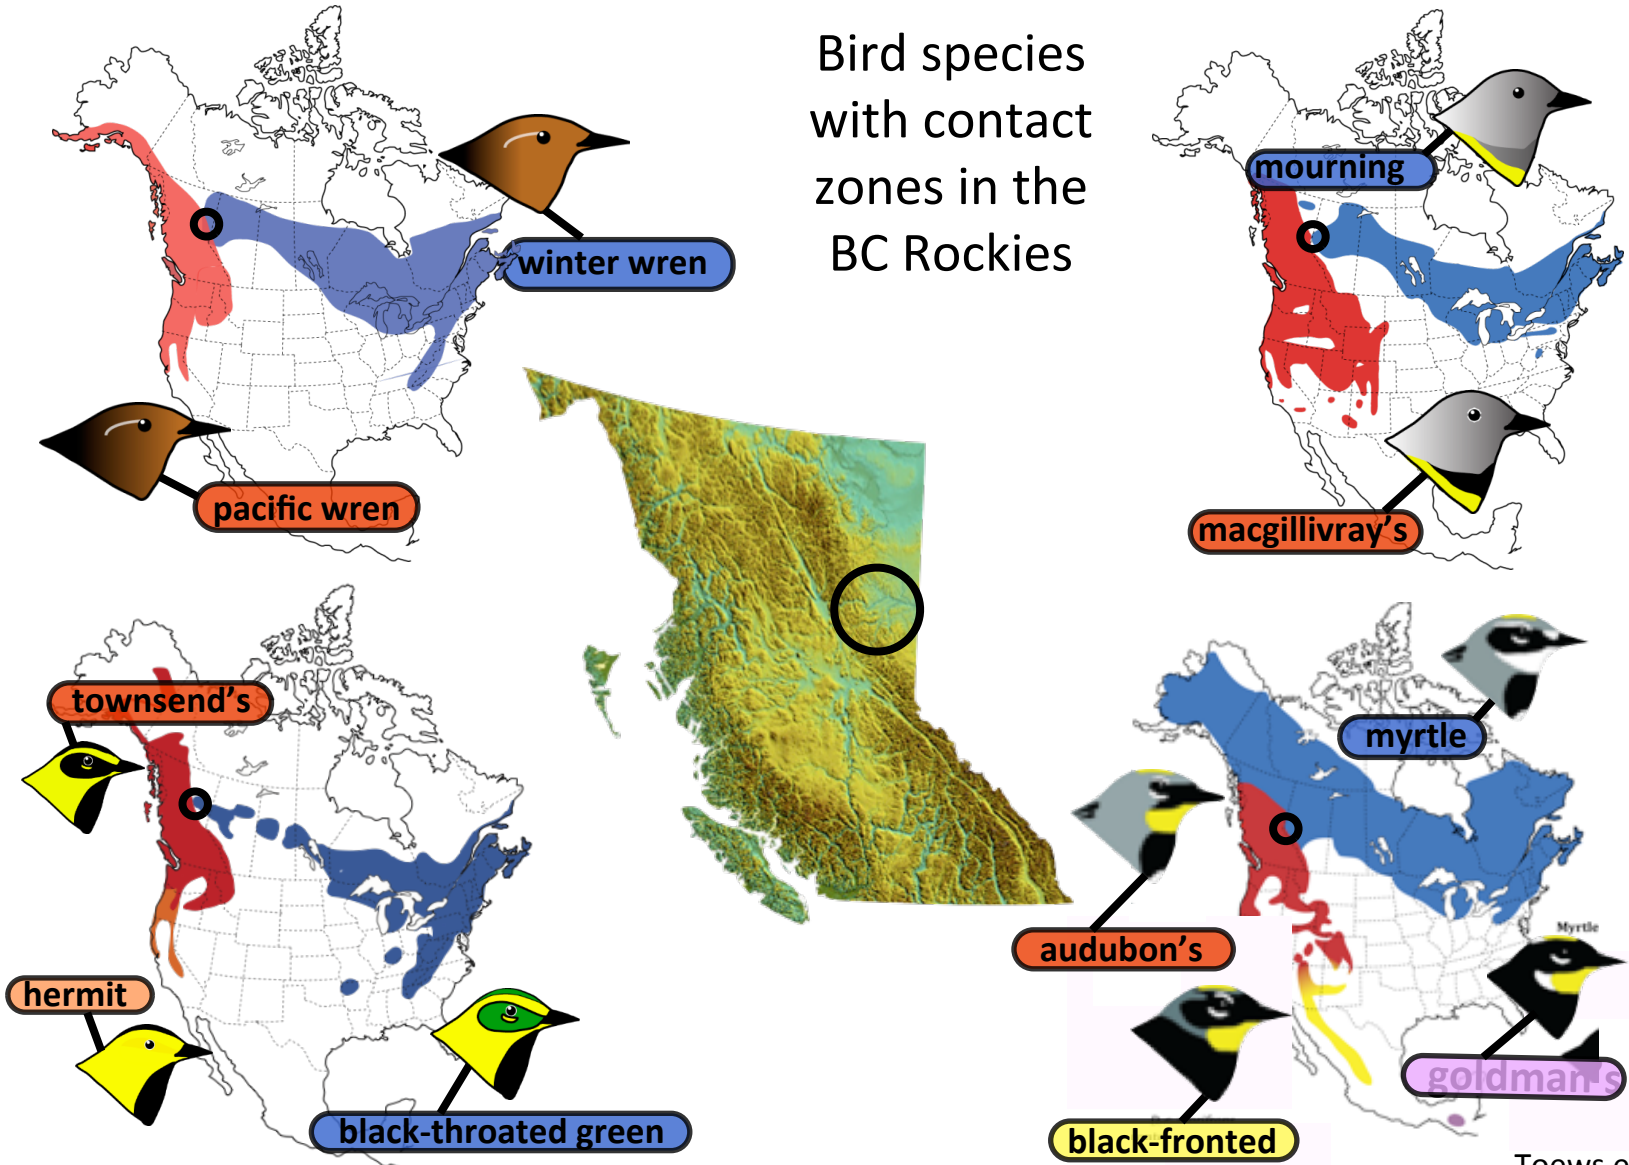 Bird species
with contact
zones in the
BC Rockies
winter wren
pacific wren
mourning
macgillivray's
townsend's
hermit
black-throated green
myrtle
audubon's
Myrtle
goldman's
black-fronted